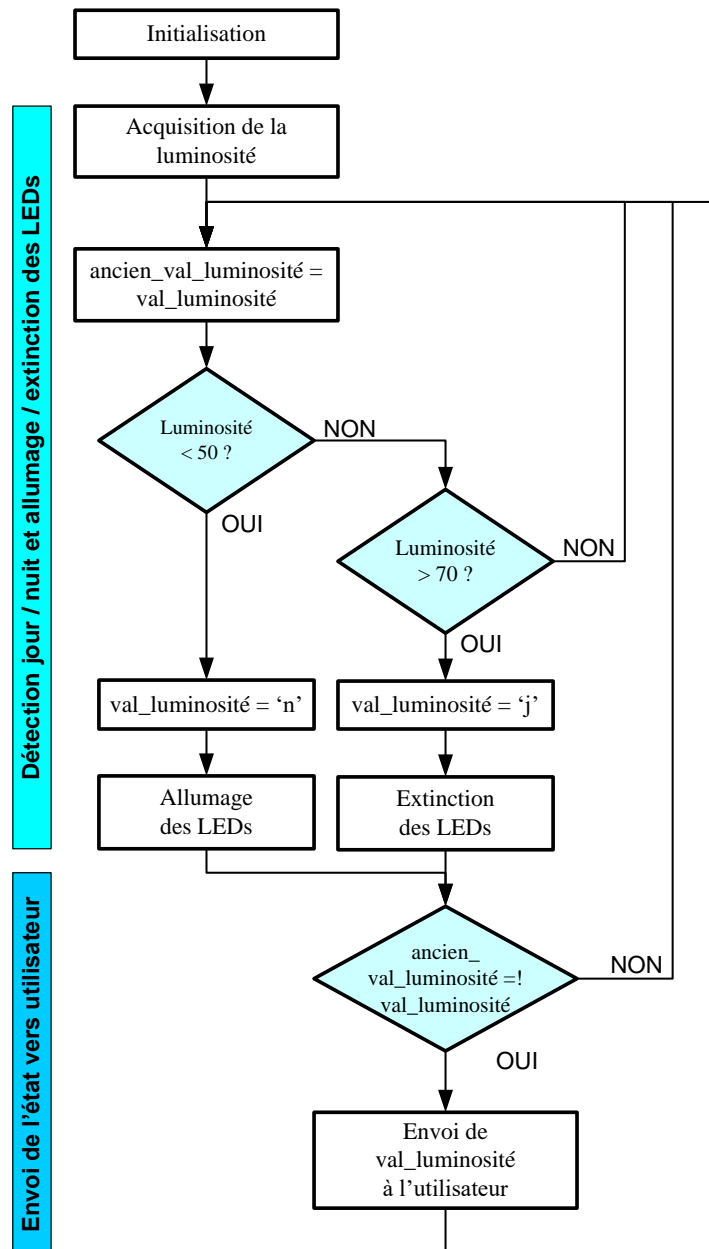 Initialisation
Acquisition de la
luminosité
ancien_val_luminosité =
val_luminosité
Luminosité
< 50 ?
NON
OUI
Luminosité
> 70 ?
NON
OUI
val_luminosité = ‘n’
val_luminosité = ‘j’
Allumage
des LEDs
Extinction
des LEDs
Détection jour / nuit et allumage / extinction des LEDs
ancien_
val_luminosité =!
val_luminosité
NON
OUI
Envoi de
val_luminosité
à l’utilisateur
Envoi de l’état vers utilisateur